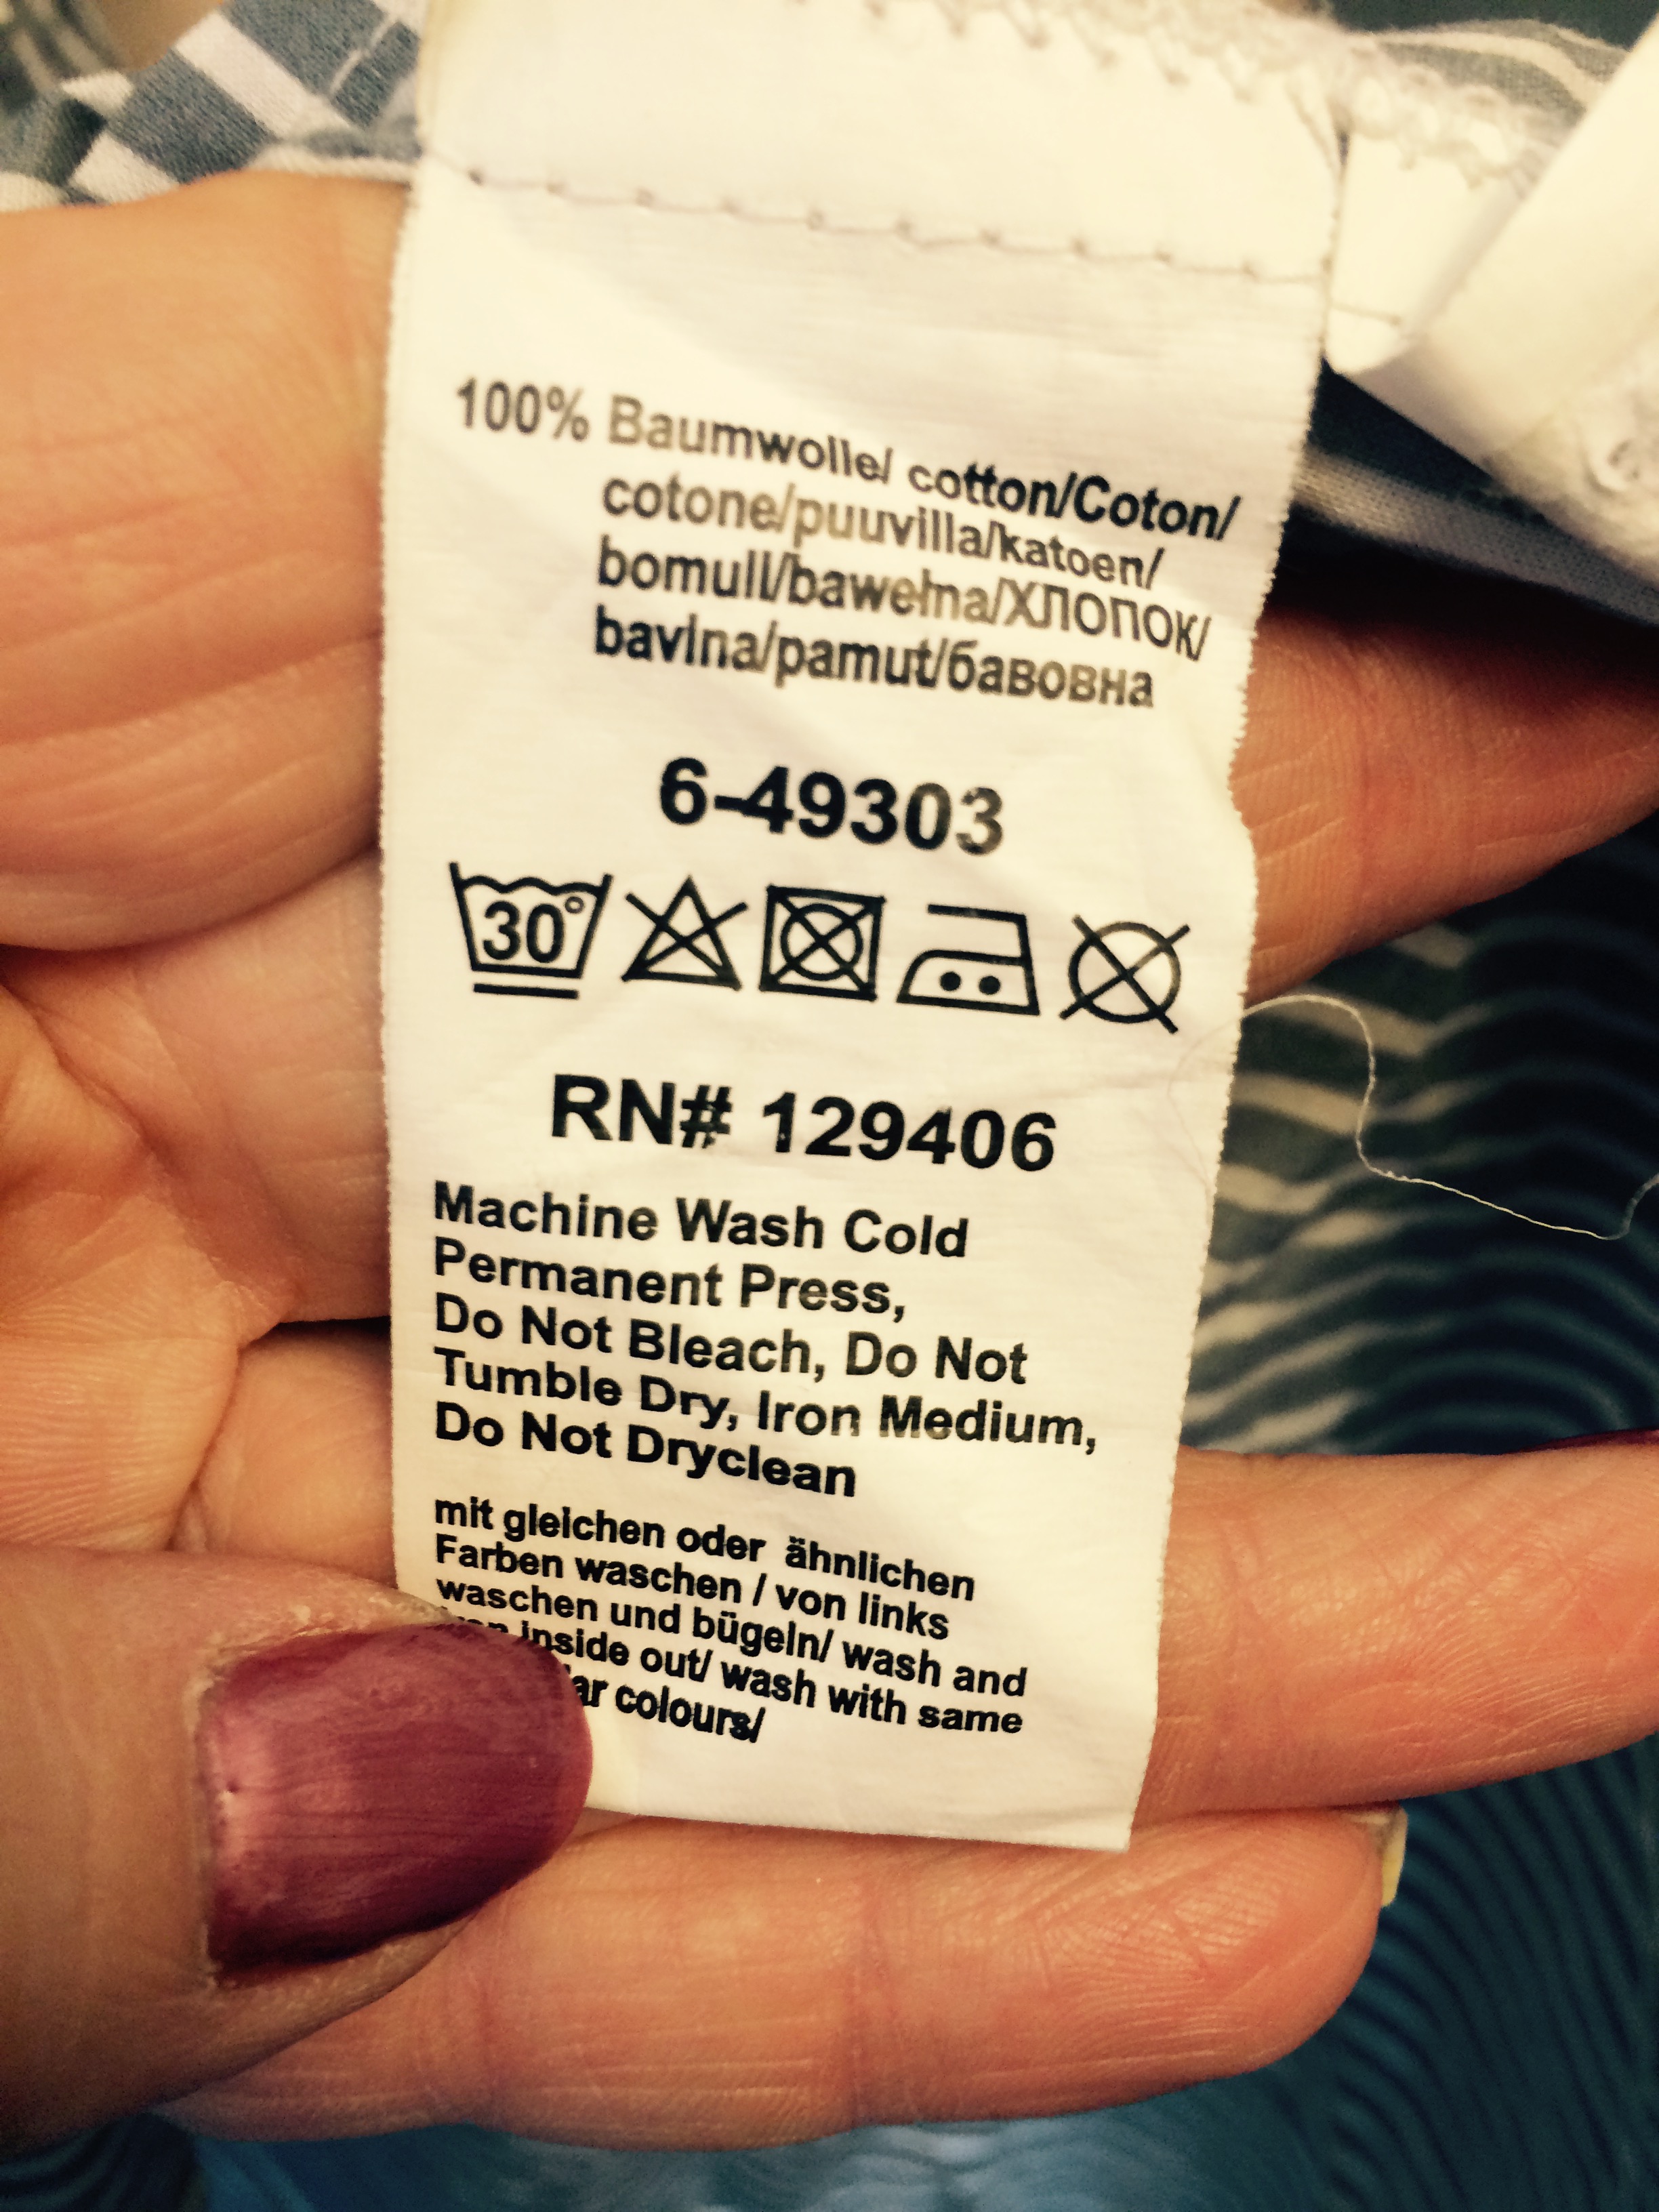 100% Baumwolle/ cotton/Coton/
cotone/puuvilla/katoen/
bomull/bawełna/ХЛОПОК/
bavlna/pamut/бавовна
6-49303
30°
RN# 129406
Machine Wash Cold
Permanent Press,
Do Not Bleach, Do Not
Tumble Dry, Iron Medium,
Do Not Dryclean
mit gleichen oder ähnlichen
Farben waschen / von links
waschen und bügeln/ wash and
inside out/ wash with same
colours/